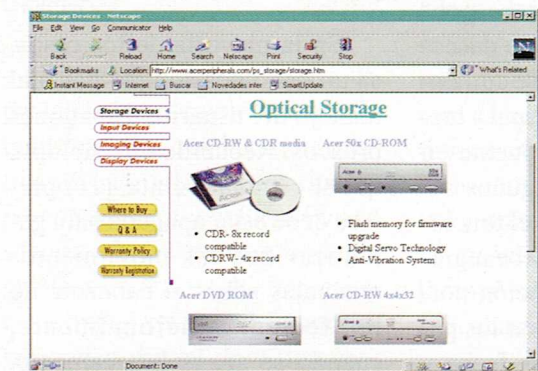 Storage Devices - Netscape
File Edit View Go Communicator Help
Back Forward Reload Home Search Netscape Print Security Stop
Bookmarks Location: http://www.acerperipherals.com/ps_storage/storage.htm What's Related
Instant Message Internet Buscar Novedades inter SmartUpdate
Storage Devices
Input Devices
Imaging Devices
Display Devices
Where to Buy
Q & A
Warranty Policy
Warranty Registration
Optical Storage
Acer CD-RW & CDR media
• CDR- 8x record
compatible
• CDRW- 4x record
compatible
Acer 50x CD-ROM
• Flash memory for firmware
upgrade
• Digital Servo Technology
• Anti-Vibration System
Acer DVD ROM
Acer CD-RW 4x4x32
Document: Done